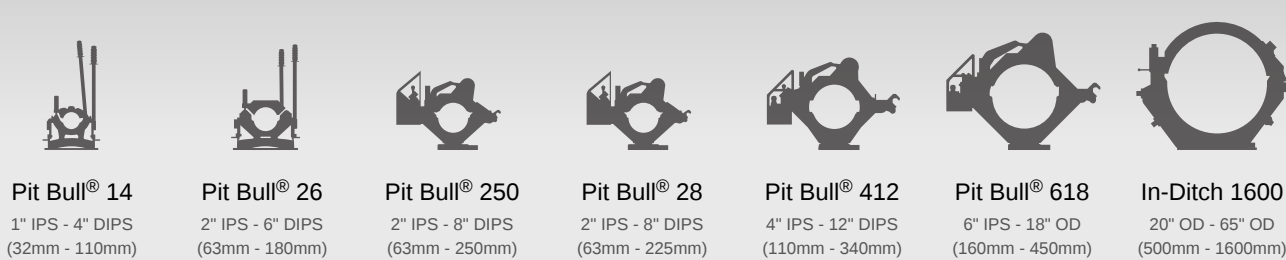 Pit Bull® 14
1" IPS - 4" DIPS
(32mm - 110mm)
Pit Bull® 26
2" IPS - 6" DIPS
(63mm - 180mm)
Pit Bull® 250
2" IPS - 8" DIPS
(63mm - 250mm)
Pit Bull® 28
2" IPS - 8" DIPS
(63mm - 225mm)
Pit Bull® 412
4" IPS - 12" DIPS
(110mm - 340mm)
Pit Bull® 618
6" IPS - 18" OD
(160mm - 450mm)
In-Ditch 1600
20" OD - 65" OD
(500mm - 1600mm)